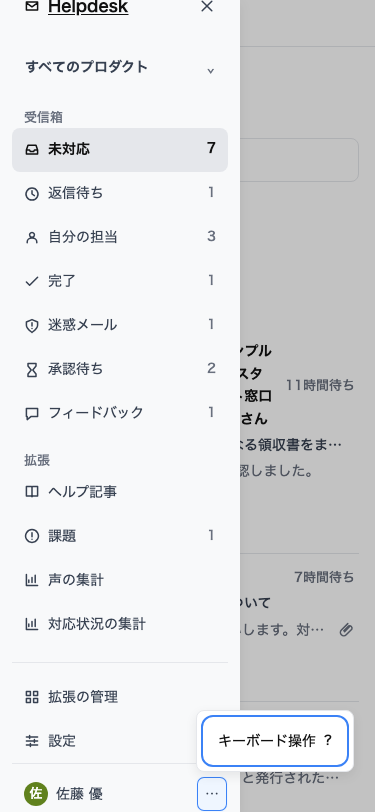 Helpdesk
すべてのプロダクト
受信箱
未対応 7
返信待ち 1
自分の担当 3
完了 1
迷惑メール 1
承認待ち 2
フィードバック 1
拡張
ヘルプ記事
課題 1
声の集計
対応状況の集計
拡張の管理
設定
佐 佐藤 優
…
キーボード操作 ?
ンプル
スタ
窓口
さん
11時間待ち
る領収書をま…
認しました。
7時間待ち
ついて
します。対…
と発行された…